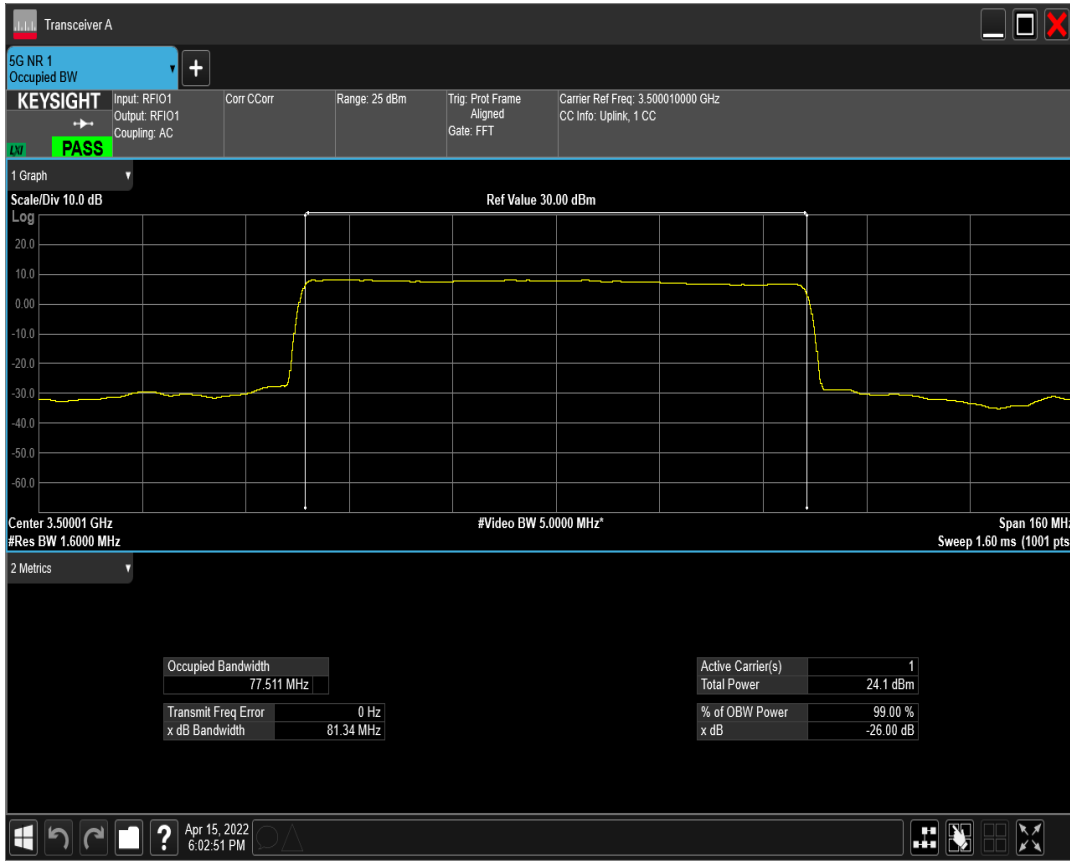 Transceiver A
5G NR 1
Occupied BW
+
KEYSIGHT
Input: RFIO1
Output: RFIO1
Coupling: AC
LXI
PASS
Corr CCorr
Range: 25 dBm
Trig: Prot Frame
Aligned
Gate: FFT
Carrier Ref Freq: 3.500010000 GHz
CC Info: Uplink, 1 CC
1 Graph
Scale/Div 10.0 dB
Ref Value 30.00 dBm
Log
20.0
10.0
0.00
-10.0
-20.0
-30.0
-40.0
-50.0
-60.0
Center 3.50001 GHz
#Video BW 5.0000 MHz*
Span 160 MHz
#Res BW 1.6000 MHz
Sweep 1.60 ms (1001 pts
2 Metrics
Occupied Bandwidth
77.511 MHz
Transmit Freq Error 0 Hz
x dB Bandwidth 81.34 MHz
Active Carrier(s) 1
Total Power 24.1 dBm
% of OBW Power 99.00 %
x dB -26.00 dB
?
Apr 15, 2022
6:02:51 PM